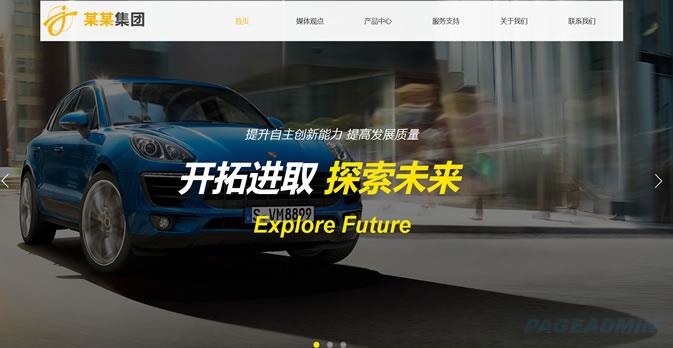 某某集团
首页 媒体观点 产品中心 服务支持 关于我们 联系我们
提升自主创新能力 提高发展质量
开拓进取 探索未来
S VM8899
Explore Future
PAGEADMIN